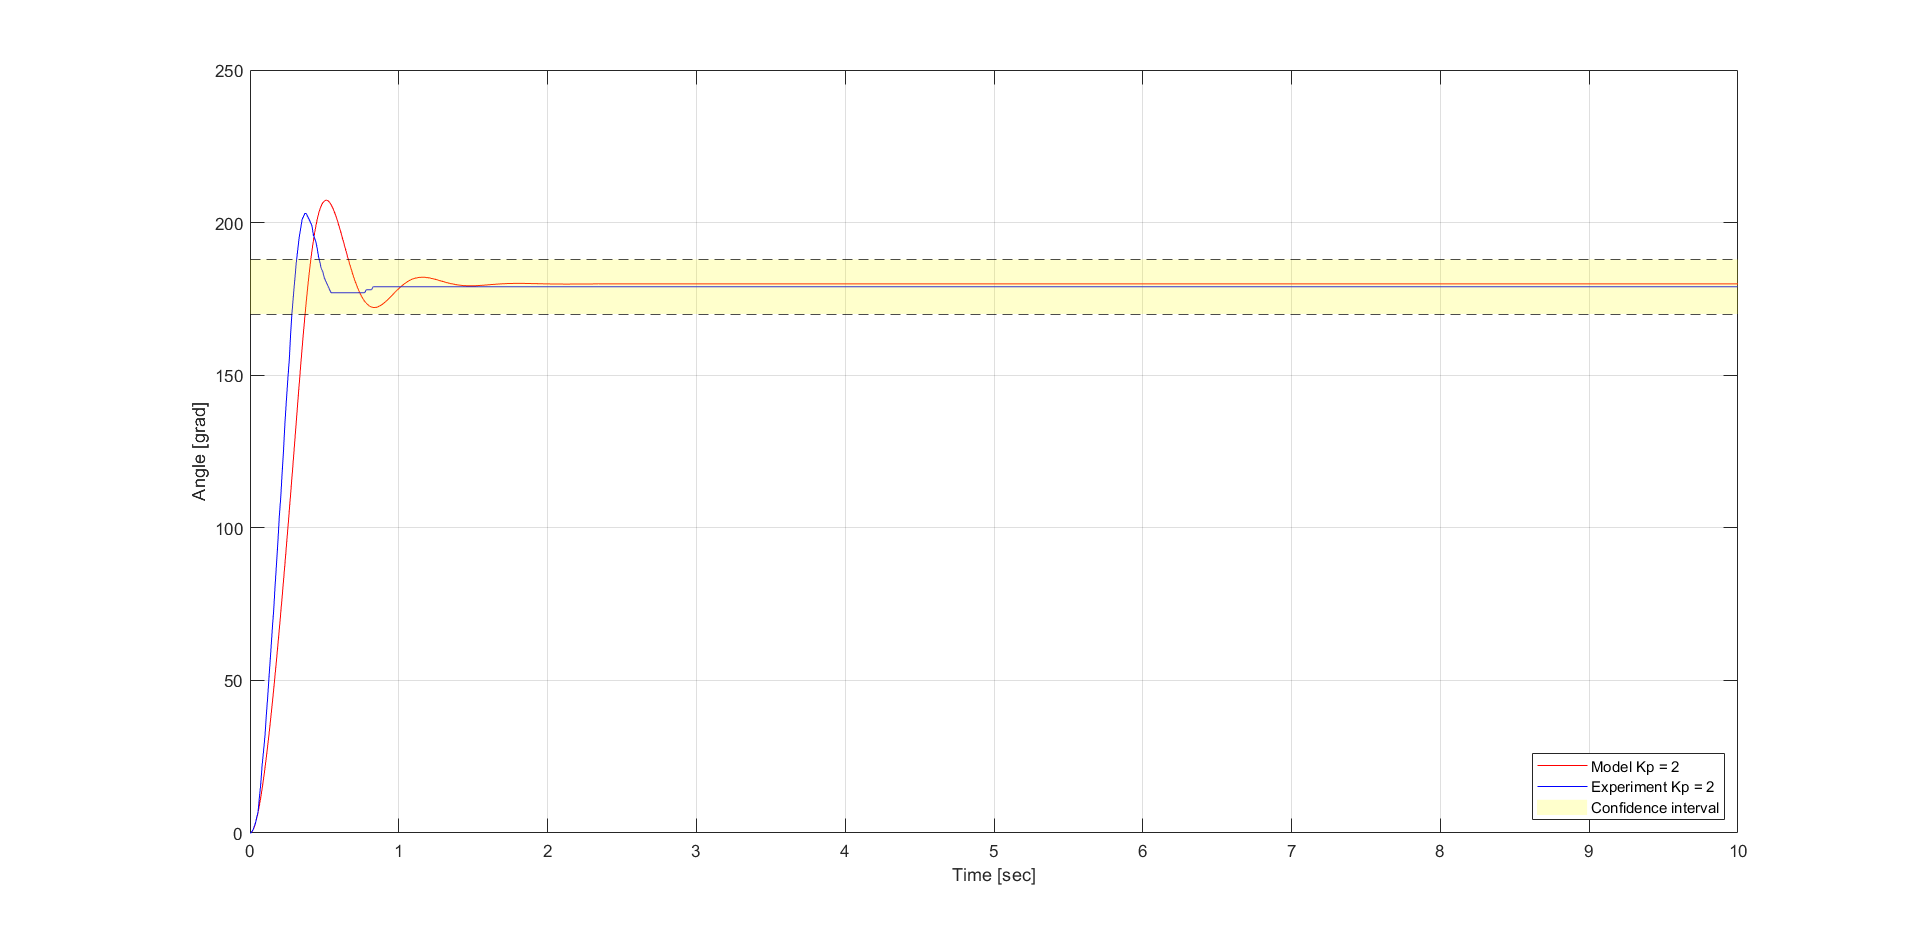 250
200
150
100
50
0
Angle [grad]
0 1 2 3 4 5 6 7 8 9 10
Time [sec]
Model Kp = 2
Experiment Kp = 2
Confidence interval